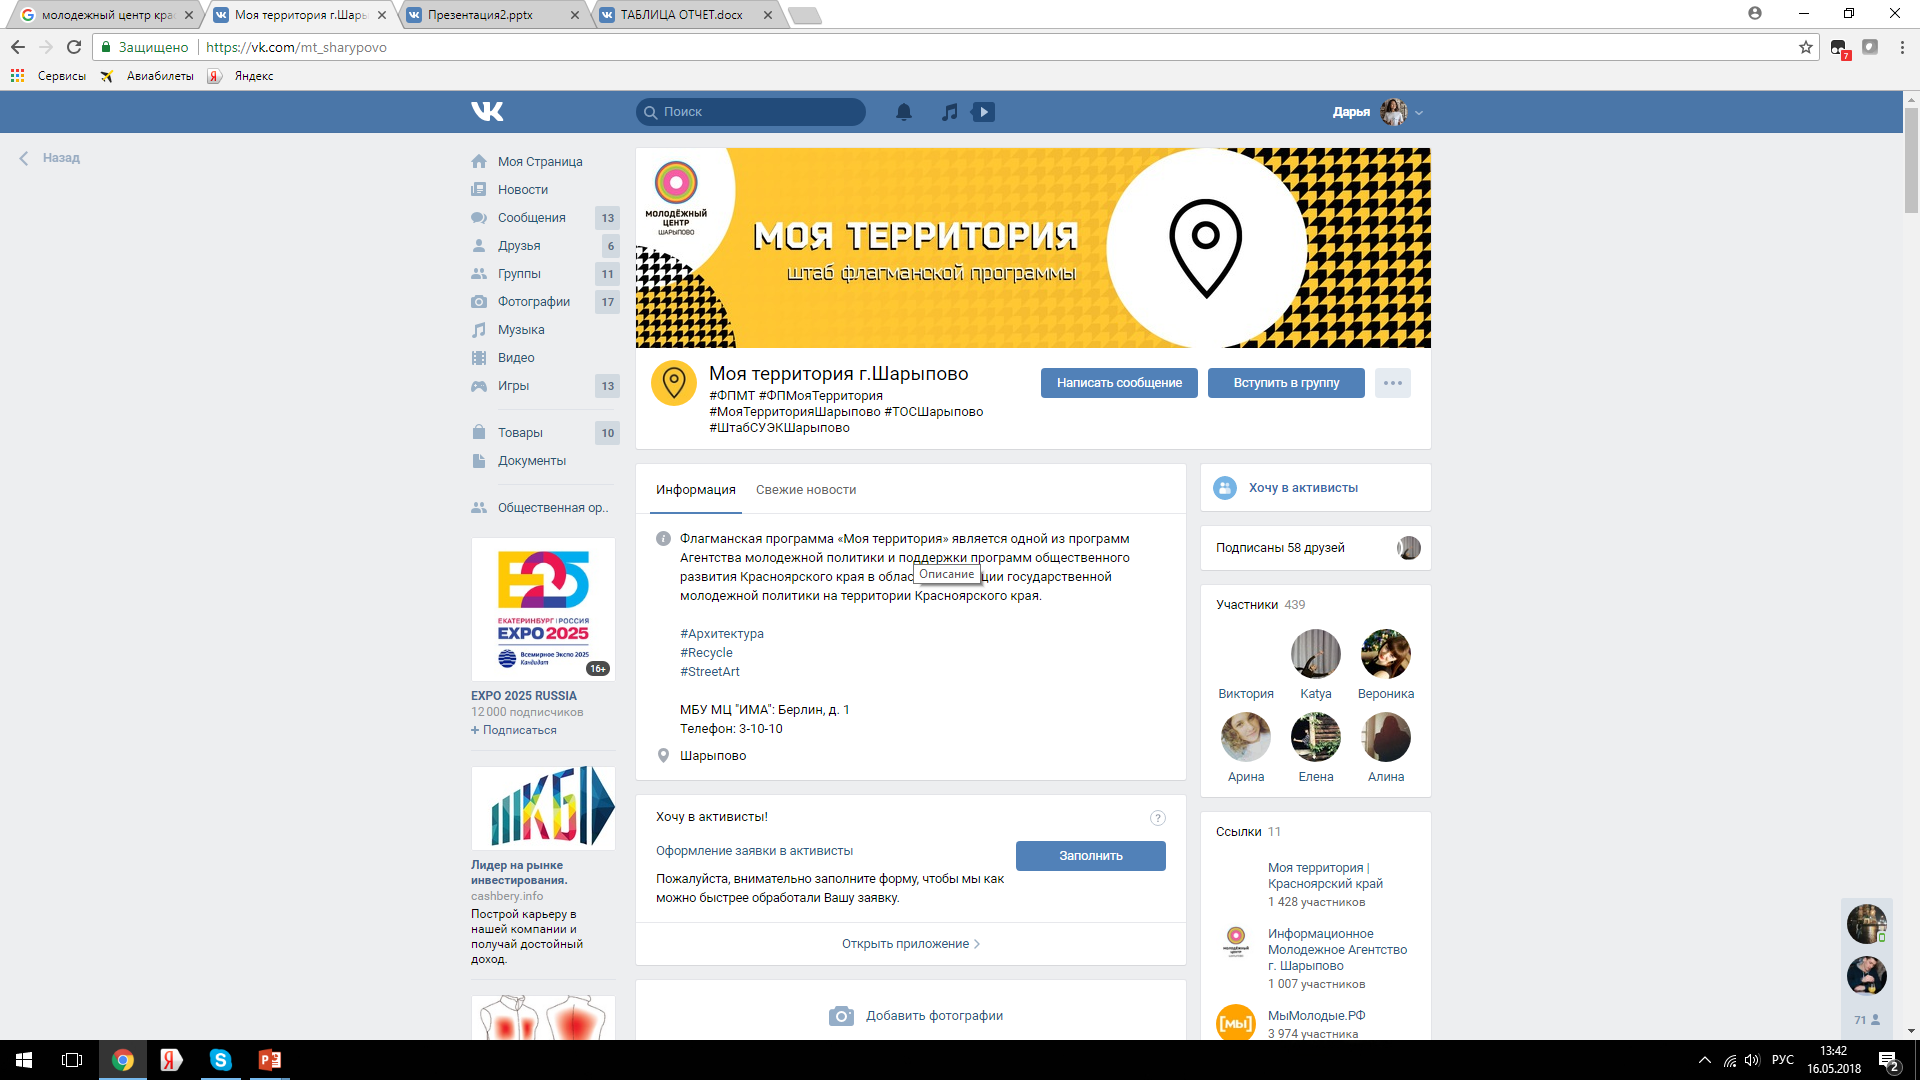 молодежный центр кра
Моя территория г.Шары
Презентация2.pptx
ТАБЛИЦА ОТЧЕТ.docx
Защищено
https://vk.com/mt_sharypovo
7
Сервисы
Авиабилеты
Яндекс
Поиск
Дарья
Назад
Моя Страница
Новости
Сообщения 13
Друзья 6
Группы 11
Фотографии 17
Музыка
Видео
Игры 13
Товары 10
Документы
Общественная ор..
ЕКАТЕРИНБУРГ РОССИЯ
EXPO 2025
Всемирное Экспо 2025
Кандидат
16+
EXPO 2025 RUSSIA
12 000 подписчиков
+ Подписаться
Лидер на рынке
инвестирования.
cashbery.info
Построй карьеру в
нашей компании и
получай достойный
доход.
МОЛОДЁЖНЫЙ
ЦЕНТР
ШАРЫПОВО
МОЯ ТЕРРИТОРИЯ
штаб флагманской программы
Моя территория г.Шарыпово
#ФПМТ #ФПМояТерритория
#МояТерриторияШарыпово #ТОСШарыпово
#ШтабСУЭКШарыпово
Написать сообщение
Вступить в группу
Информация
Свежие новости
Флагманская программа «Моя территория» является одной из программ
Агентства молодежной политики и поддержки программ общественного
развития Красноярского края в облас ции государственной
Описание
молодежной политики на территории Красноярского края.
#Архитектура
#Recycle
#StreetArt
МБУ МЦ "ИМА": Берлин, д. 1
Телефон: 3-10-10
Шарыпово
Хочу в активисты!
?
Оформление заявки в активисты
Заполнить
Пожалуйста, внимательно заполните форму, чтобы мы как
можно быстрее обработали Вашу заявку.
Открыть приложение
Добавить фотографии
Хочу в активисты
Подписаны 58 друзей
Участники 439
Виктория
Katya
Вероника
Арина
Елена
Алина
Ссылки 11
Моя территория |
Красноярский край
1 428 участников
Информационное
Молодежное Агентство
г. Шарыпово
1 007 участников
[МЫ]
МыМолодые.РФ
3 974 участника
71
РУС
13:42
16.05.2018
2